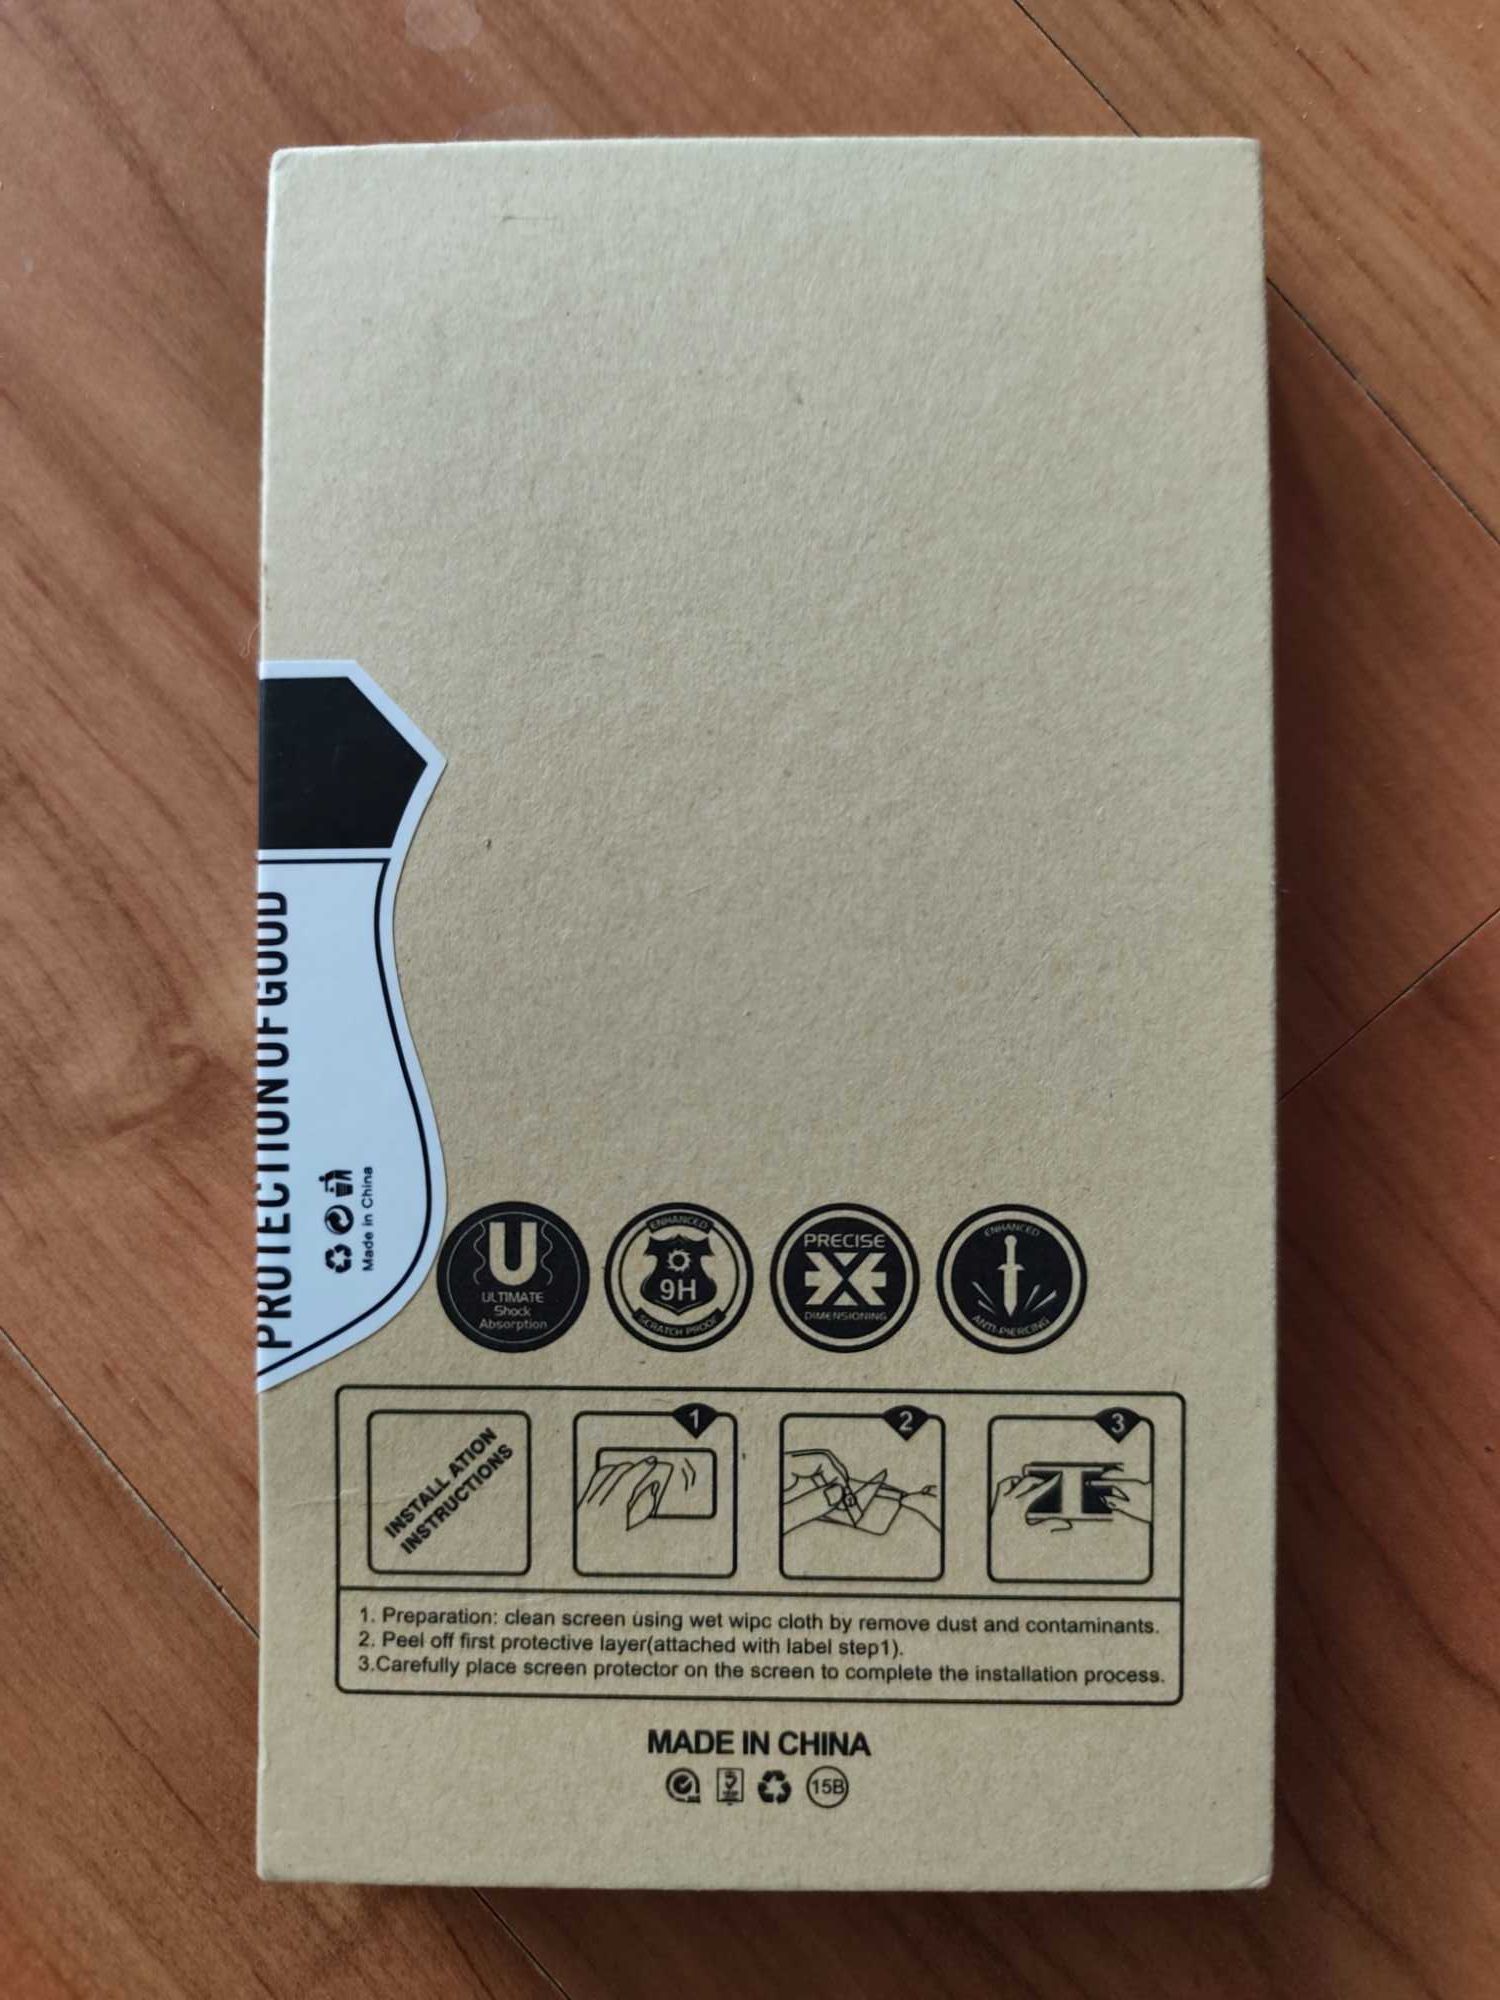 PROTECTION OF GOOD
Made in China
U
ULTIMATE
Shock
Absorption
ENHANCED
9H
SCRATCH PROOF
PRECISE
DIMENSIONING
ENHANCED
ANTI-PIERCING
INSTALL ATION
INSTRUCTIONS
1
2
3
1. Preparation: clean screen using wet wipc cloth by remove dust and contaminants.
2. Peel off first protective layer(attached with label step1).
3.Carefully place screen protector on the screen to complete the installation process.
MADE IN CHINA
15B